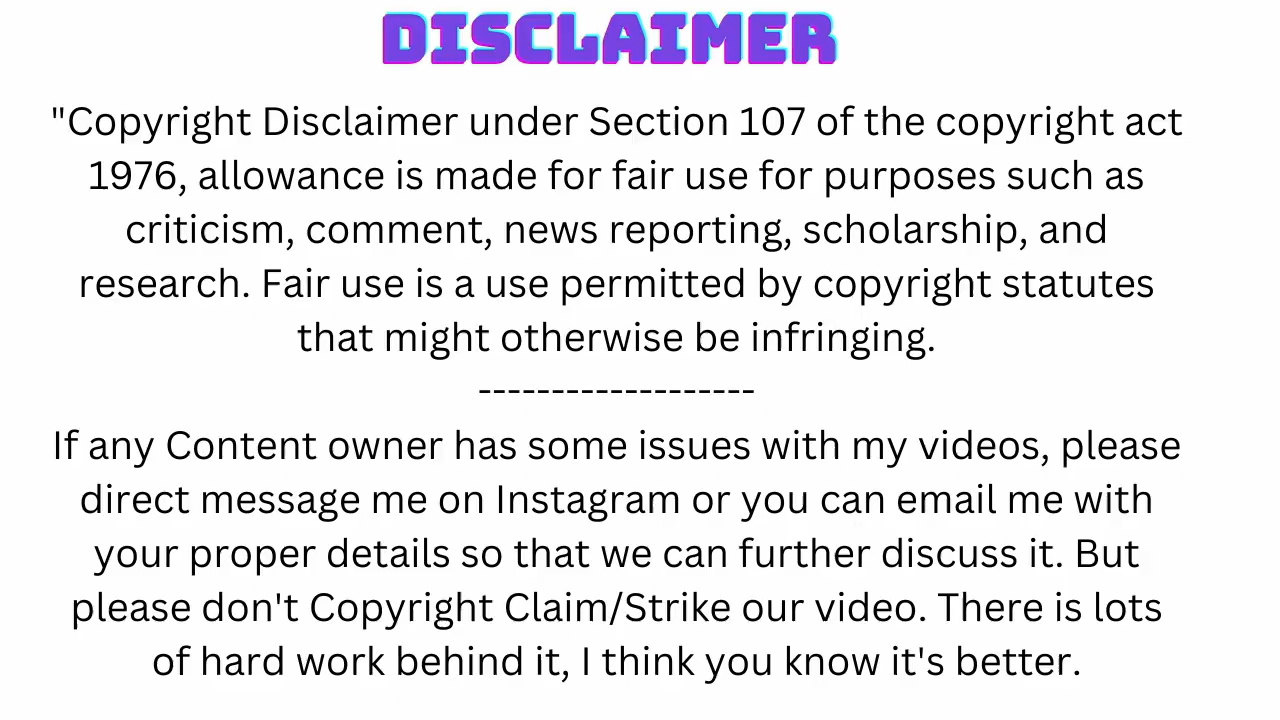 DISCLAIMER
"Copyright Disclaimer under Section 107 of the copyright act
1976, allowance is made for fair use for purposes such as
criticism, comment, news reporting, scholarship, and
research. Fair use is a use permitted by copyright statutes
that might otherwise be infringing.
-------------------
If any Content owner has some issues with my videos, please
direct message me on Instagram or you can email me with
your proper details so that we can further discuss it. But
please don't Copyright Claim/Strike our video. There is lots
of hard work behind it, I think you know it's better.